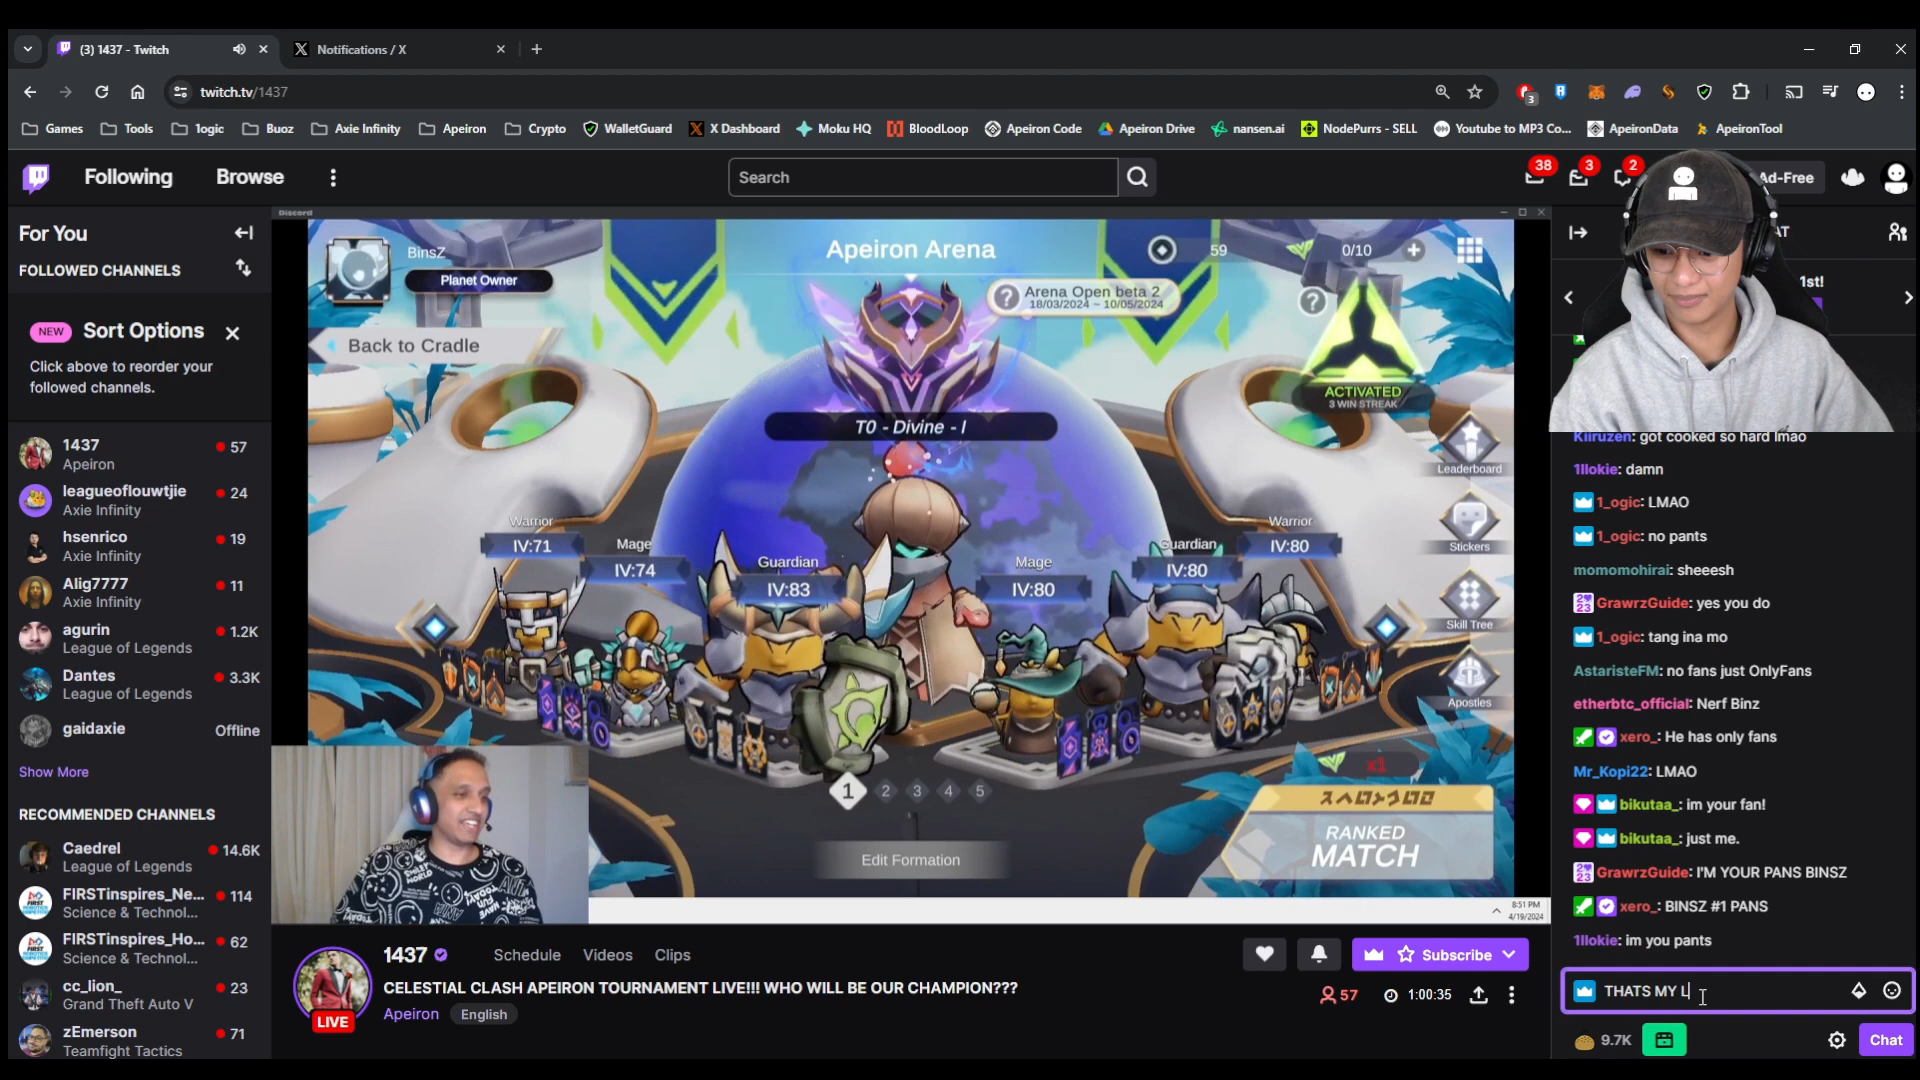 (3) 1437 - Twitch
Notifications / X
twitch.tv/1437
3
Games
Tools
1ogic
Buoz
Axie Infinity
Apeiron
Crypto
WalletGuard
X Dashboard
Moku HQ
BloodLoop
Apeiron Code
Apeiron Drive
nansen.ai
NodePurrs - SELL
Youtube to MP3 Co...
ApeironData
ApeironTool
Following
Browse
Search
38
3
2
Ad-Free
For You
FOLLOWED CHANNELS
NEW
Sort Options
Click above to reorder your
followed channels.
1437
57
Apeiron
leagueoflouwtjie
24
Axie Infinity
hsenrico
19
Axie Infinity
Alig7777
11
Axie Infinity
agurin
1.2K
League of Legends
Dantes
3.3K
League of Legends
gaidaxie
Offline
Show More
RECOMMENDED CHANNELS
Caedrel
14.6K
League of Legends
FIRSTinspires_Ne...
114
Science & Technol...
FIRSTinspires_Ho...
62
Science & Technol...
cc_lion_
23
Grand Theft Auto V
zEmerson
71
Teamfight Tactics
Discord
BinsZ
Planet Owner
Apeiron Arena
59
0/10
Arena Open beta 2
18/03/2024 ~ 10/05/2024
Back to Cradle
ACTIVATED
3 WIN STREAK
T0 - Divine - I
Leaderboard
Stickers
Skill Tree
Apostles
Warrior
IV:71
Mage
IV:74
Guardian
IV:83
Mage
IV:80
Guardian
IV:80
Warrior
IV:80
1
2
3
4
5
Edit Formation
x1
RANKED
MATCH
8:51 PM
4/19/2024
1437
Schedule
Videos
Clips
Subscribe
CELESTIAL CLASH APEIRON TOURNAMENT LIVE!!! WHO WILL BE OUR CHAMPION???
LIVE
Apeiron
English
57
1:00:35
AT
1st!
Kiiruzen: got cooked so hard lmao
1llokie: damn
1_ogic: LMAO
1_ogic: no pants
momomohirai: sheeesh
GrawrzGuide: yes you do
1_ogic: tang ina mo
AstaristeFM: no fans just OnlyFans
etherbtc_official: Nerf Binz
xero_: He has only fans
Mr_Kopi22: LMAO
bikutaa_: im your fan!
bikutaa_: just me.
GrawrzGuide: I'M YOUR PANS BINSZ
xero_: BINSZ #1 PANS
1llokie: im you pants
THATS MY L
9.7K
Chat